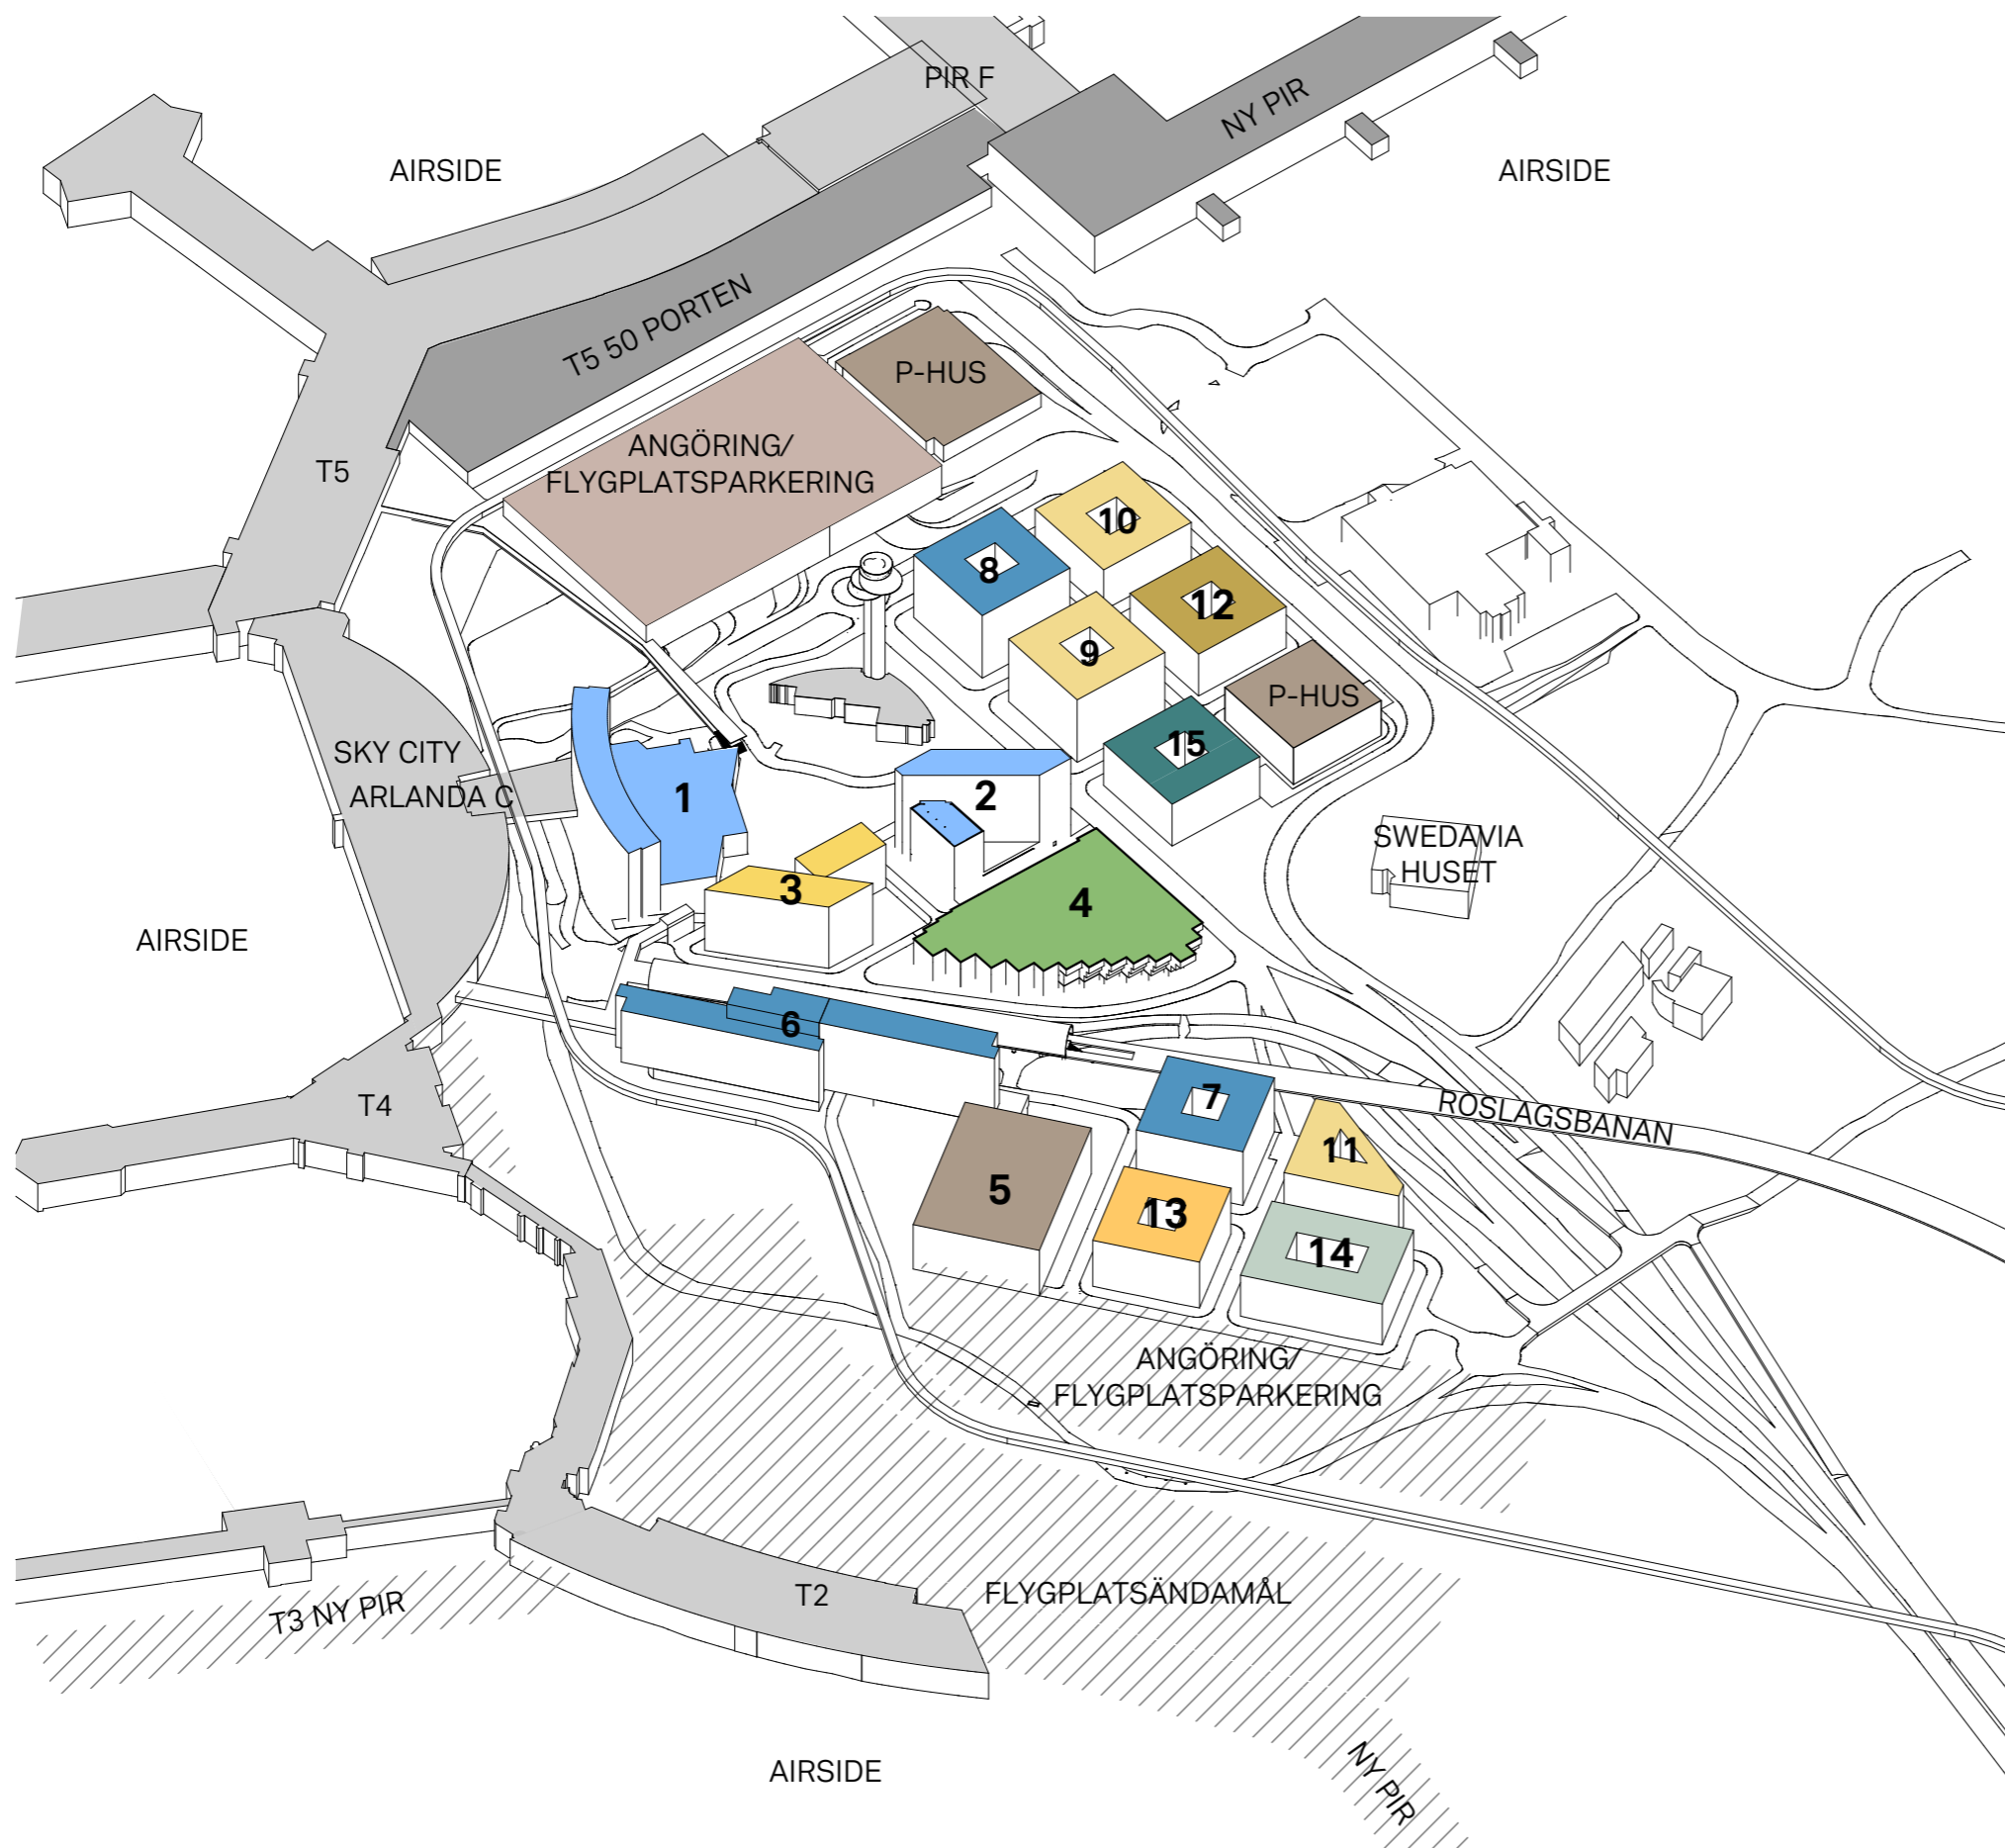 PIR F
NY PIR
AIRSIDE
AIRSIDE
T5 50 PORTEN
P-HUS
ANGÖRING/
FLYGPLATSPARKERING
T5
10
8
12
9
P-HUS
15
SKY CITY
ARLANDA C
1
2
SWEDAVIA
HUSET
3
4
AIRSIDE
6
7
ROSLAGSBANAN
T4
11
5
13
14
ANGÖRING/
FLYGPLATSPARKERING
T2
FLYGPLATSÄNDAMÅL
T3 NY PIR
AIRSIDE
NY PIR